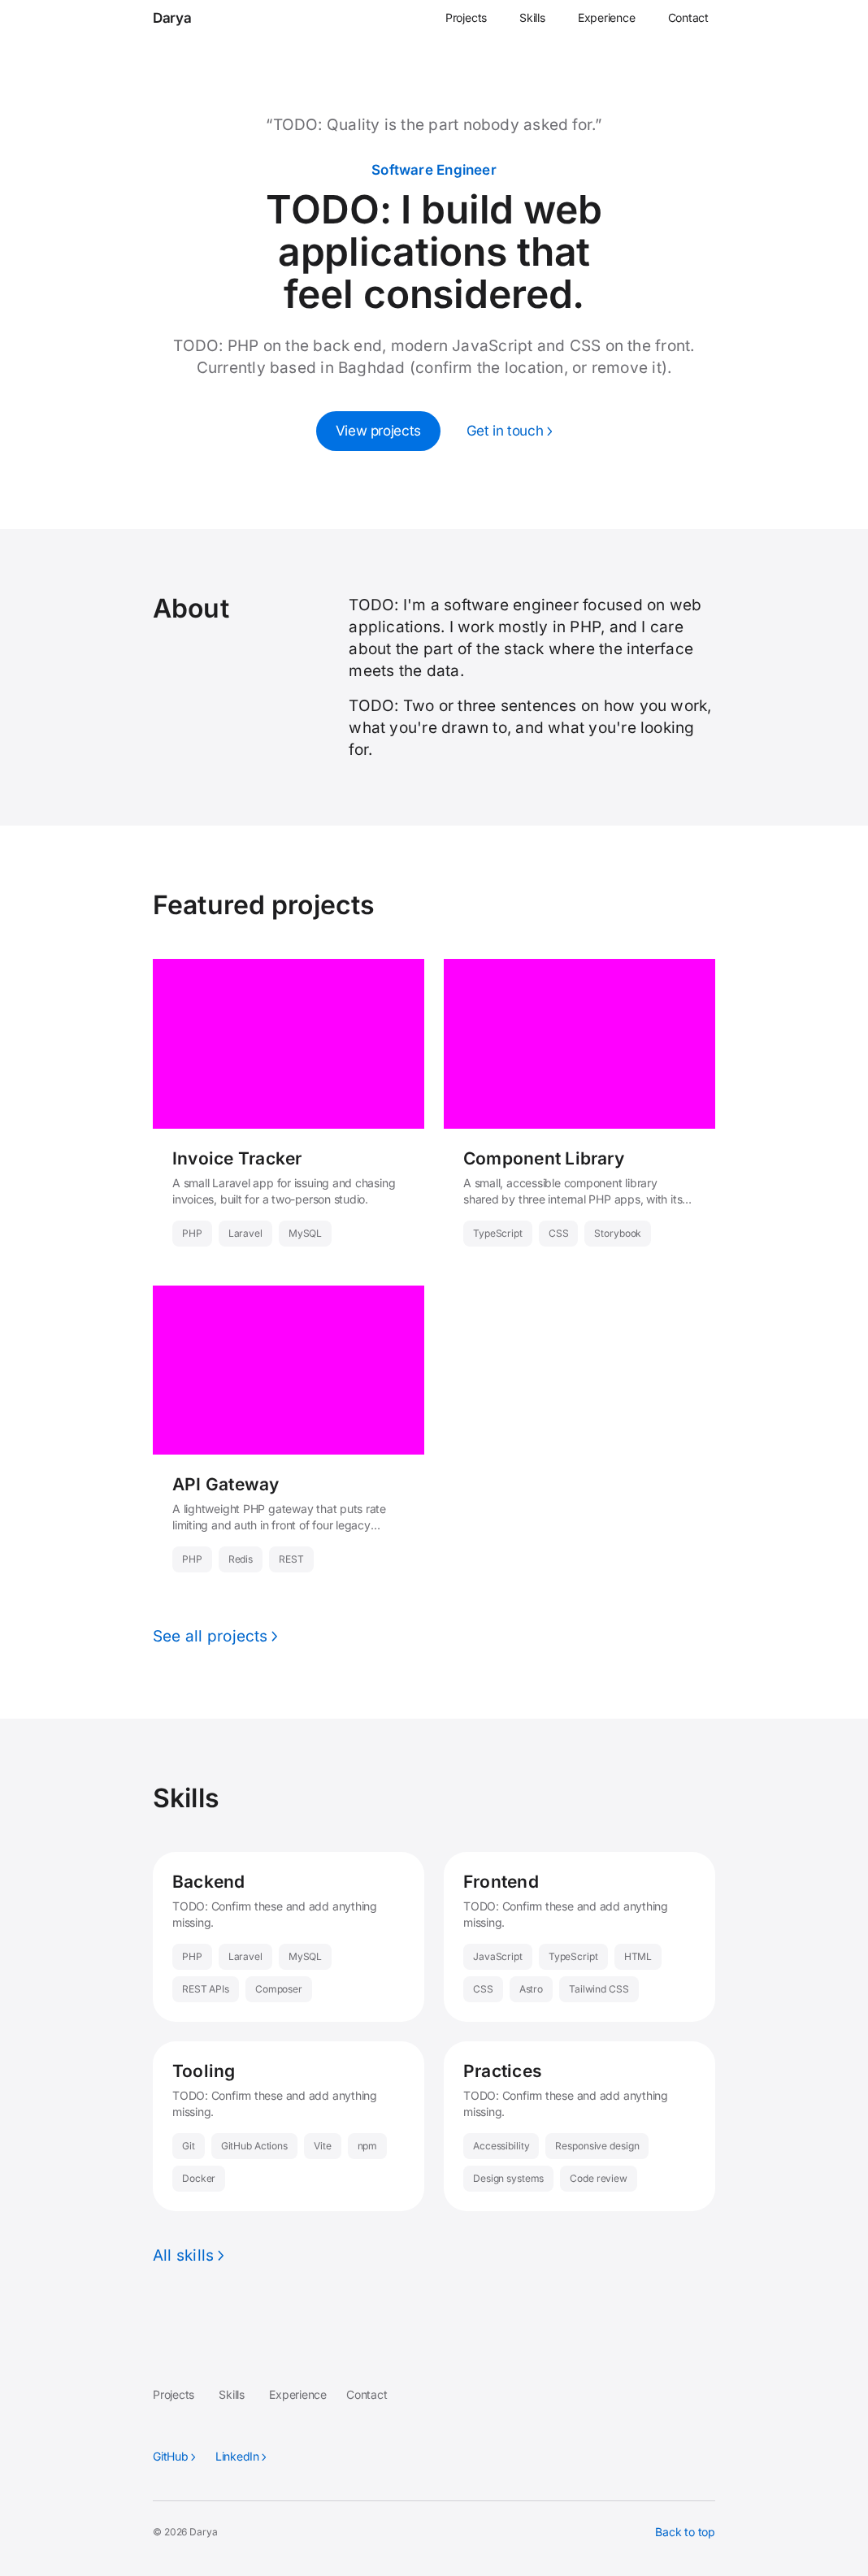 Darya
Projects
Skills
Experience
Contact
“TODO: Quality is the part nobody asked for.”
Software Engineer
TODO: I build web
applications that
feel considered.
TODO: PHP on the back end, modern JavaScript and CSS on the front.
Currently based in Baghdad (confirm the location, or remove it).
View projects
Get in touch
About
TODO: I'm a software engineer focused on web
applications. I work mostly in PHP, and I care
about the part of the stack where the interface
meets the data.
TODO: Two or three sentences on how you work,
what you're drawn to, and what you're looking
for.
Featured projects
Invoice Tracker
A small Laravel app for issuing and chasing
invoices, built for a two-person studio.
PHP
Laravel
MySQL
Component Library
A small, accessible component library
shared by three internal PHP apps, with its…
TypeScript
CSS
Storybook
API Gateway
A lightweight PHP gateway that puts rate
limiting and auth in front of four legacy…
PHP
Redis
REST
See all projects
Skills
Backend
TODO: Confirm these and add anything
missing.
PHP
Laravel
MySQL
REST APIs
Composer
Frontend
TODO: Confirm these and add anything
missing.
JavaScript
TypeScript
HTML
CSS
Astro
Tailwind CSS
Tooling
TODO: Confirm these and add anything
missing.
Git
GitHub Actions
Vite
npm
Docker
Practices
TODO: Confirm these and add anything
missing.
Accessibility
Responsive design
Design systems
Code review
All skills
Projects
Skills
Experience
Contact
GitHub
LinkedIn
© 2026 Darya
Back to top